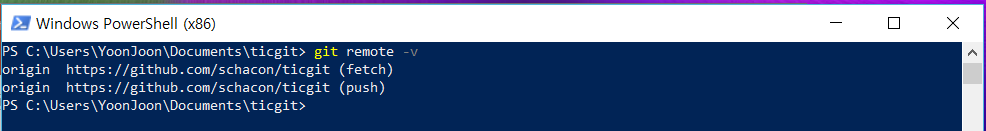 Windows PowerShell (x86)
PS C:\Users\YoonJoon\Documents\ticgit> git remote -v
origin  https://github.com/schacon/ticgit (fetch)
origin  https://github.com/schacon/ticgit (push)
PS C:\Users\YoonJoon\Documents\ticgit>